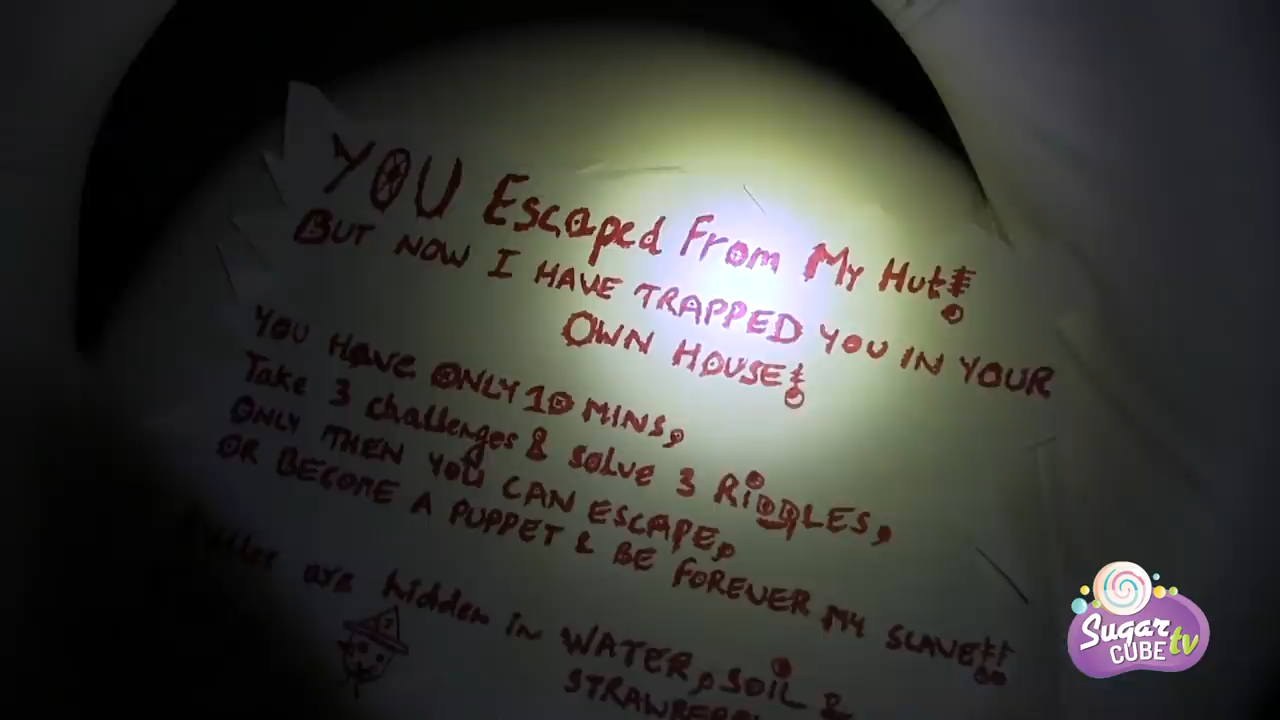 YOU Escaped From My Hut!
BUT NOW I HAVE TRAPPED YOU IN YOUR
OWN HOUSE!
YOU HAVE ONLY 10 MINS,
Take 3 challenges & solve 3 RiDDLES,
ONLY THEN YOU CAN ESCAPE,
OR BECOME A PUPPET & BE FOREVER MY SLAVE!!
are hidden in WATER, SOiL &
Sugar
CUBE tv